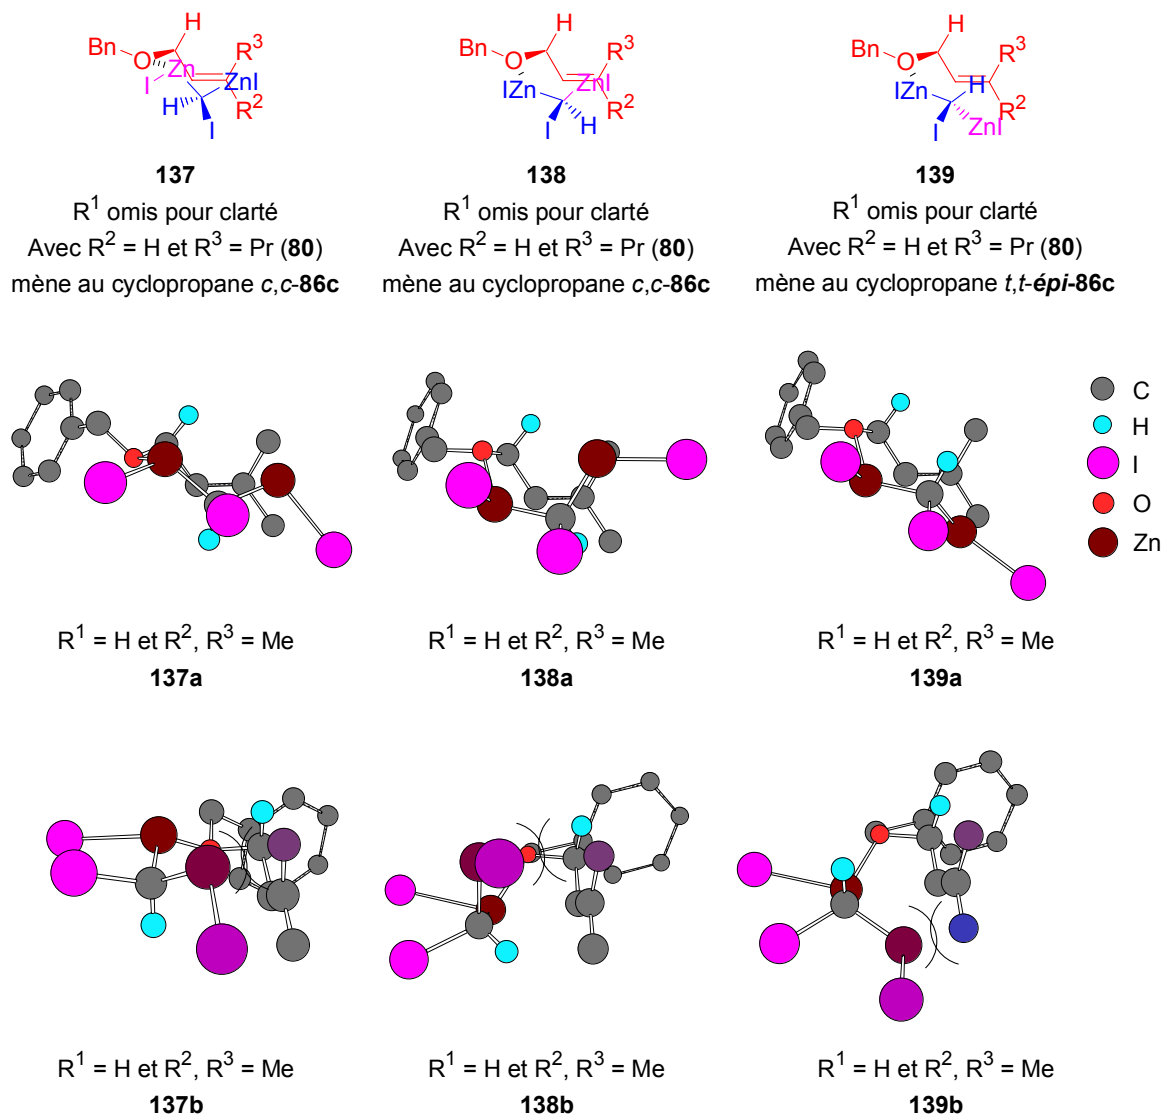 H
H
H
Bn
O
Zn
R3
ZnI
I
H
R2
I
Bn
O
R3
ZnI
IZn
R2
I
H
Bn
O
R3
H
IZn
R2
I
ZnI
137
138
139
R1 omis pour clarté
R1 omis pour clarté
R1 omis pour clarté
Avec R2 = H et R3 = Pr (80)
Avec R2 = H et R3 = Pr (80)
Avec R2 = H et R3 = Pr (80)
mène au cyclopropane c,c-86c
mène au cyclopropane c,c-86c
mène au cyclopropane t,t-épi-86c
C
H
I
O
Zn
R1 = H et R2, R3 = Me
R1 = H et R2, R3 = Me
R1 = H et R2, R3 = Me
137a
138a
139a
R1 = H et R2, R3 = Me
R1 = H et R2, R3 = Me
R1 = H et R2, R3 = Me
137b
138b
139b